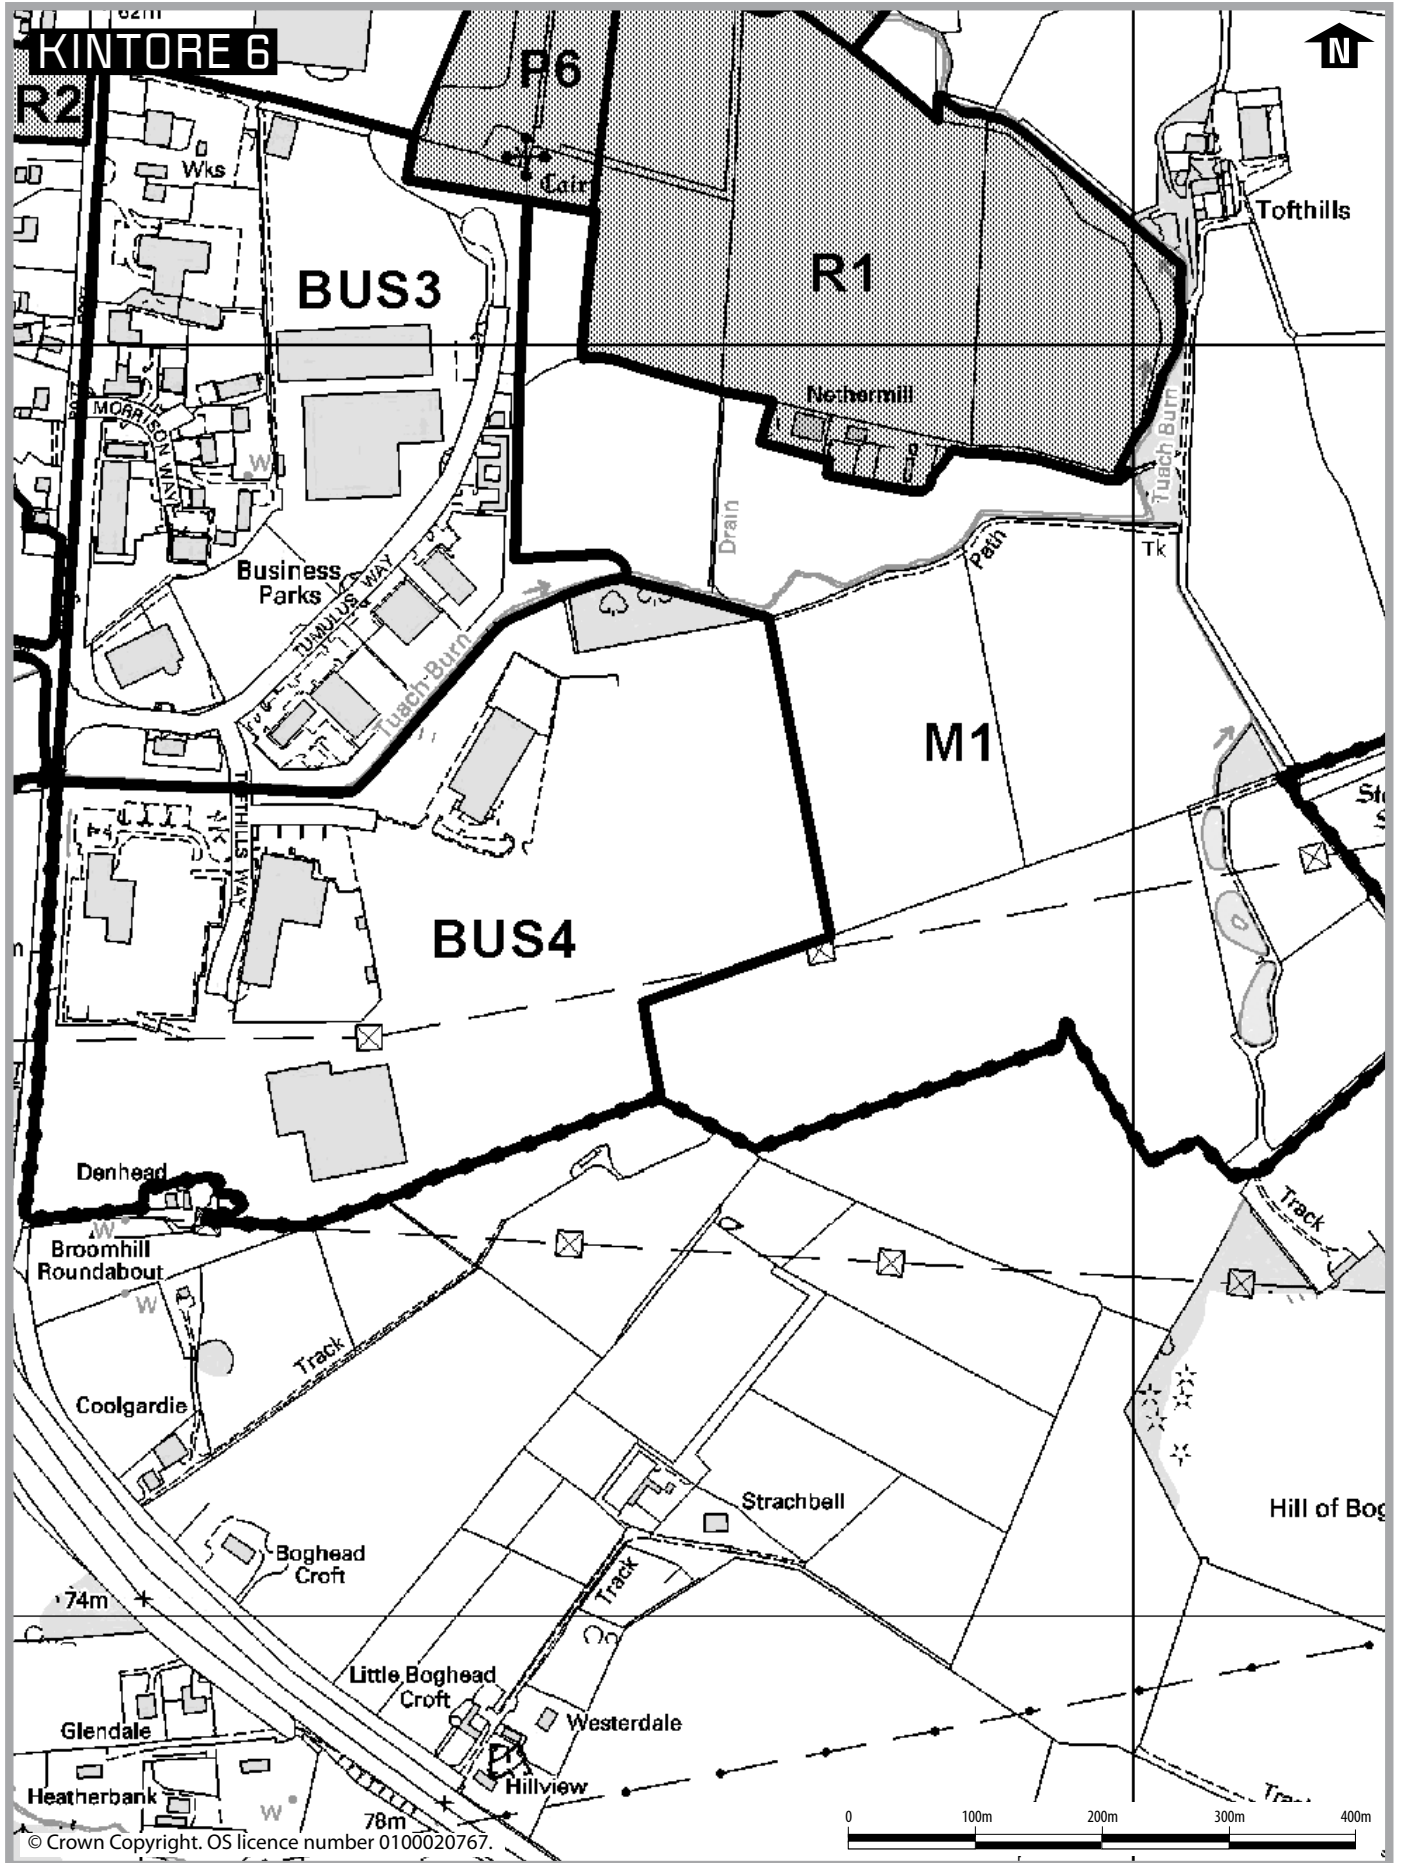 62m
KINTORE 6
N
P6
R2
Wks
Cair
Tofthills
R1
BUS3
Nethermill
MORRISON WAY
W
Tuach Burn
Drain
Path
Tk
Business
Parks
TUMULUS WAY
Tuach Burn
M1
TOFTHILLS WAY
BUS4
Denhead
W
Broomhill
Roundabout
W
Track
Track
Coolgardie
Strachbell
Hill of Bog
Boghead
Croft
Track
74m
Little Boghead
Croft
Glendale
Westerdale
Heatherbank
Hillview
W
78m
0 100m 200m 300m 400m
© Crown Copyright. OS licence number 0100020767.